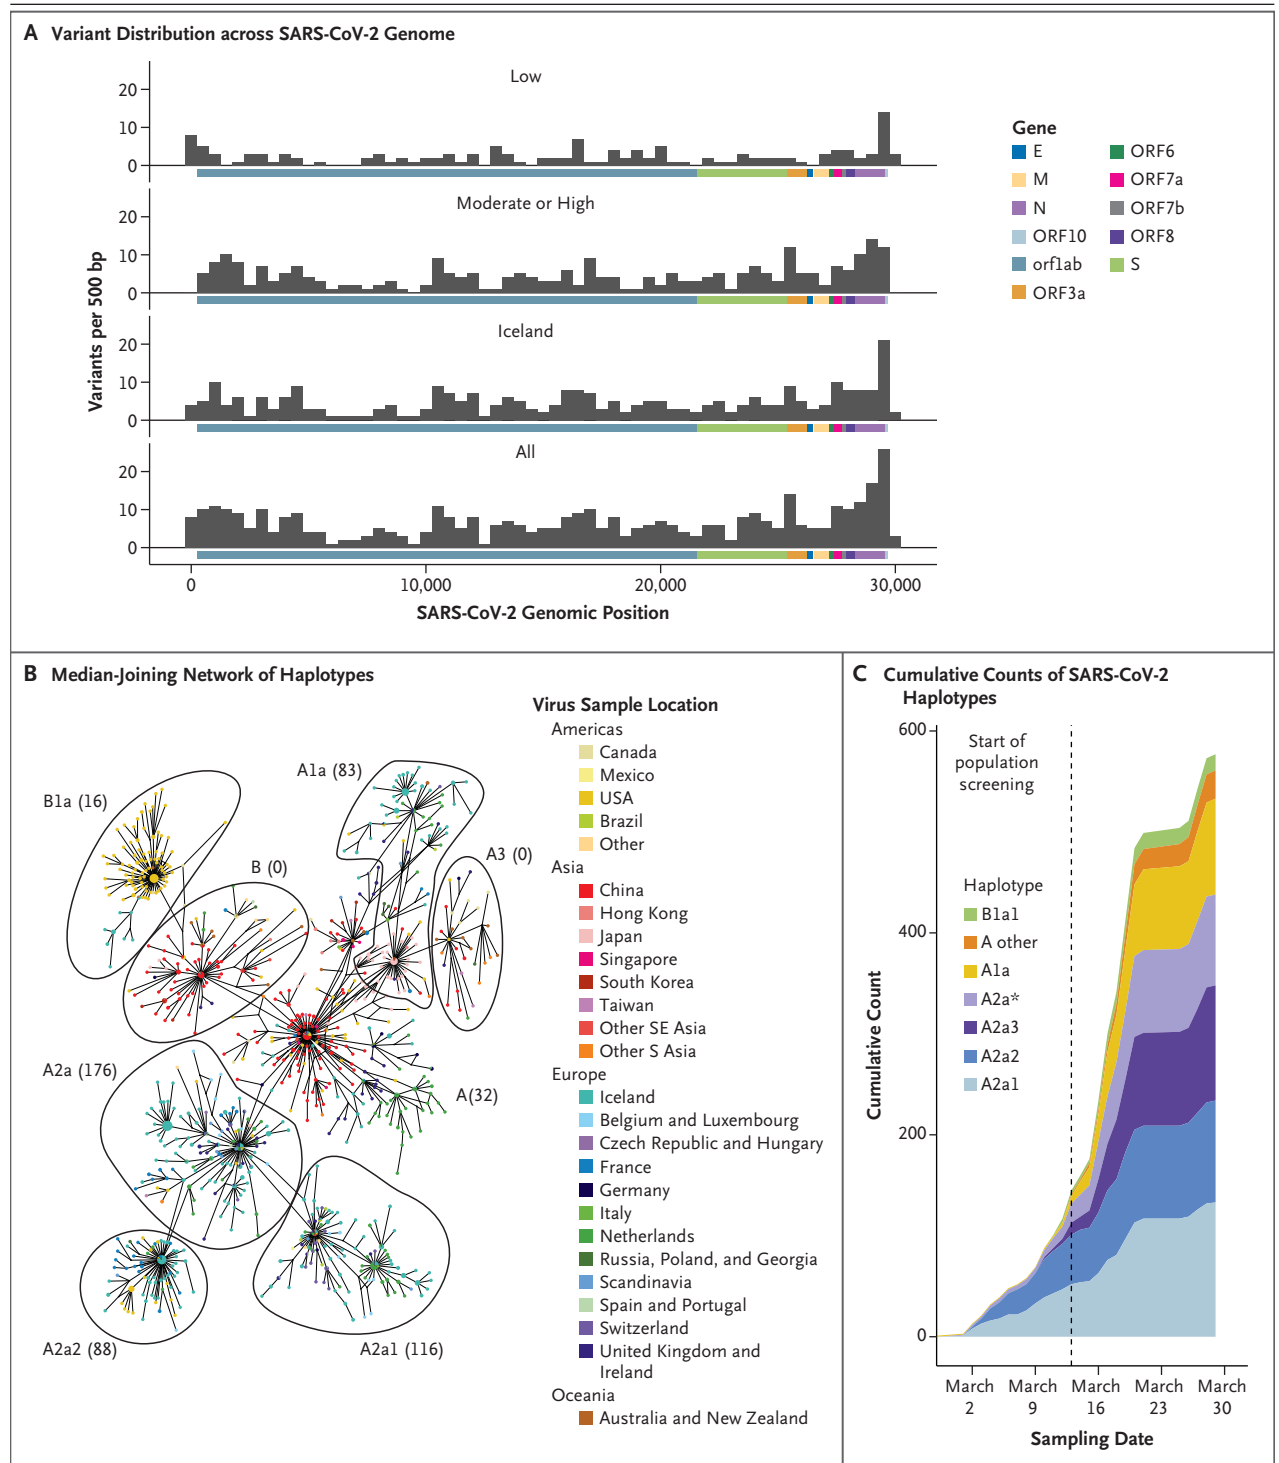 A Variant Distribution across SARS-CoV-2 Genome
Low
20
10
0
Moderate or High
20
10
0
Iceland
20
10
0
All
20
10
0
Variants per 500 bp
0
10,000
20,000
30,000
SARS-CoV-2 Genomic Position
Gene
E
M
N
ORF10
orf1ab
ORF3a
ORF6
ORF7a
ORF7b
ORF8
S
B Median-Joining Network of Haplotypes
B1a (16)
A1a (83)
B (0)
A3 (0)
A2a (176)
A(32)
A2a2 (88)
A2a1 (116)
Virus Sample Location
Americas
Canada
Mexico
USA
Brazil
Other
Asia
China
Hong Kong
Japan
Singapore
South Korea
Taiwan
Other SE Asia
Other S Asia
Europe
Iceland
Belgium and Luxembourg
Czech Republic and Hungary
France
Germany
Italy
Netherlands
Russia, Poland, and Georgia
Scandinavia
Spain and Portugal
Switzerland
United Kingdom and
Ireland
Oceania
Australia and New Zealand
C Cumulative Counts of SARS-CoV-2
Haplotypes
600
400
200
0
Cumulative Count
Start of
population
screening
Haplotype
B1a1
A other
A1a
A2a*
A2a3
A2a2
A2a1
March
2
March
9
March
16
March
23
March
30
Sampling Date